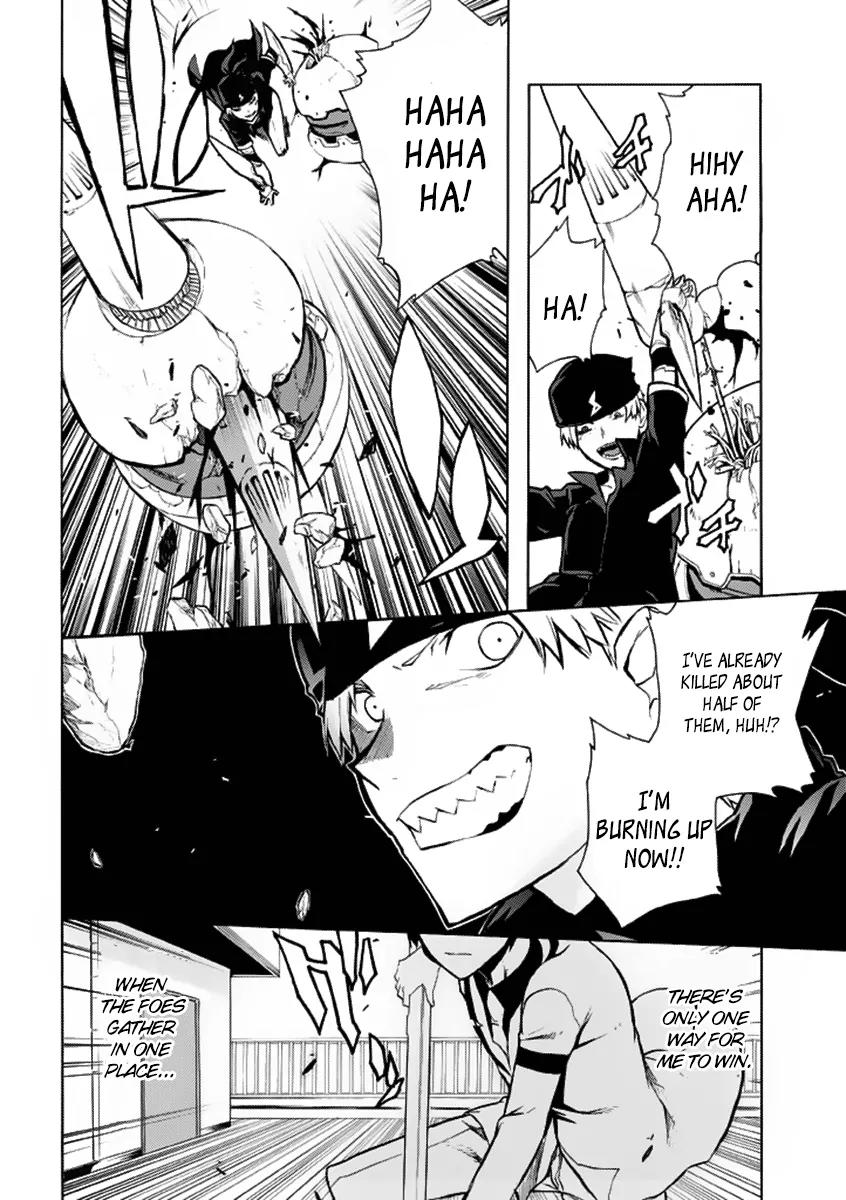 HIHY
AHA!
HA!
HAHA
HAHA
HA!
I'VE ALREADY
KILLED ABOUT
HALF OF
THEM, HUH!?
I'M
BURNING UP
NOW!!
THERE'S
ONLY ONE
WAY FOR
ME TO WIN.
WHEN
THE FOES
GATHER
IN ONE
PLACE...